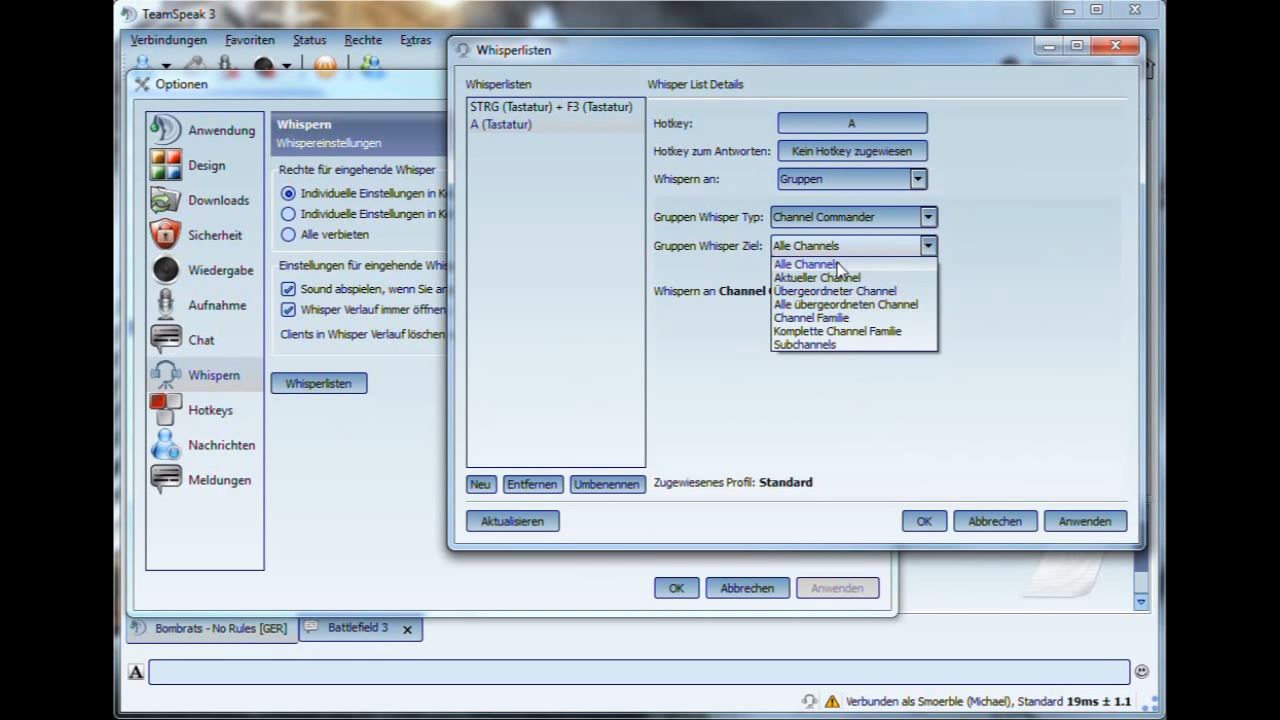 TeamSpeak 3
Verbindungen Favoriten Status Rechte Extras
Optionen
Anwendung
Design
Downloads
Sicherheit
Wiedergabe
Aufnahme
Chat
Whispern
Hotkeys
Nachrichten
Meldungen
Whispern
Whispereinstellungen
Rechte für eingehende Whisper
Individuelle Einstellungen in K
Individuelle Einstellungen in K
Alle verbieten
Einstellungen für eingehende Whi
Sound abspielen, wenn Sie an
Whisper Verlauf immer öffnen
Clients in Whisper Verlauf löschen
Whisperlisten
OK Abbrechen Anwenden
Whisperlisten
Whisperlisten
STRG (Tastatur) + F3 (Tastatur)
A (Tastatur)
Neu Entfernen Umbenennen
Whisper List Details
Hotkey: A
Hotkey zum Antworten: Kein Hotkey zugewiesen
Whispern an: Gruppen
Gruppen Whisper Typ: Channel Commander
Gruppen Whisper Ziel: Alle Channels
Alle Channels
Aktueller Channel
Übergeordneter Channel
Alle übergeordneten Channel
Channel Familie
Komplette Channel Familie
Subchannels
Whispern an Channel
Zugewiesenes Profil: Standard
Aktualisieren OK Abbrechen Anwenden
Bombrats - No Rules [GER] Battlefield 3 x
A
Verbunden als Smoerble (Michael), Standard 19ms ± 1.1